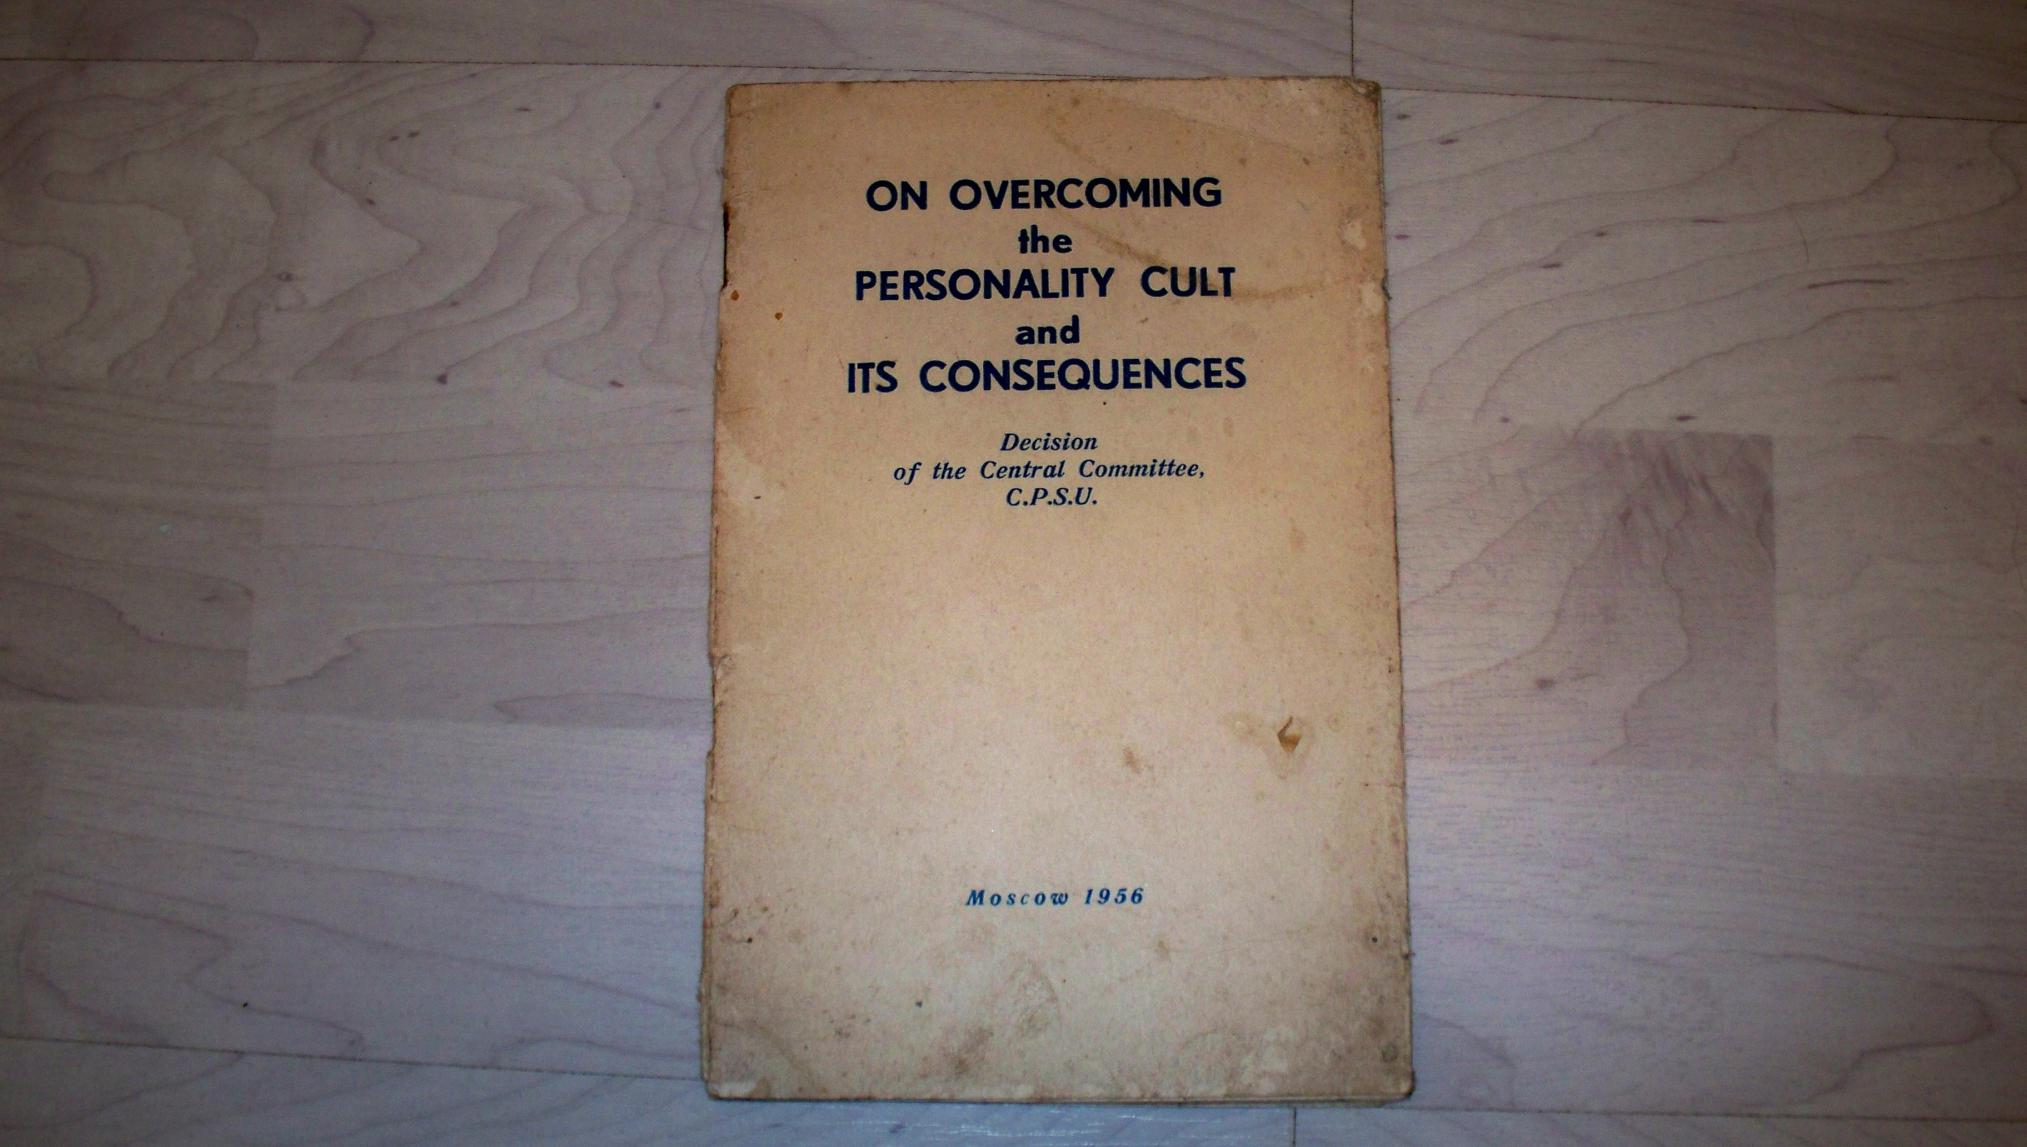 ON OVERCOMING
the
PERSONALITY CULT
and
ITS CONSEQUENCES
Decision
of the Central Committee,
C.P.S.U.
Moscow 1956